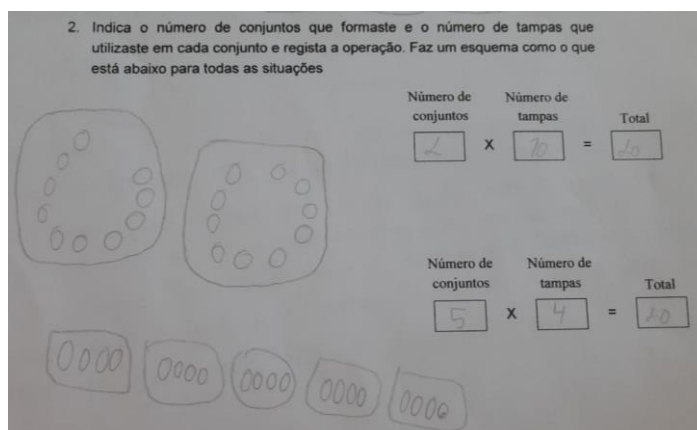 2. Indica o número de conjuntos que formaste e o número de tampas que
utilizaste em cada conjunto e regista a operação. Faz um esquema como o que
está abaixo para todas as situações
Número de conjuntos Número de tampas Total
2 x 10 = 20
Número de conjuntos Número de tampas Total
5 x 4 = 20